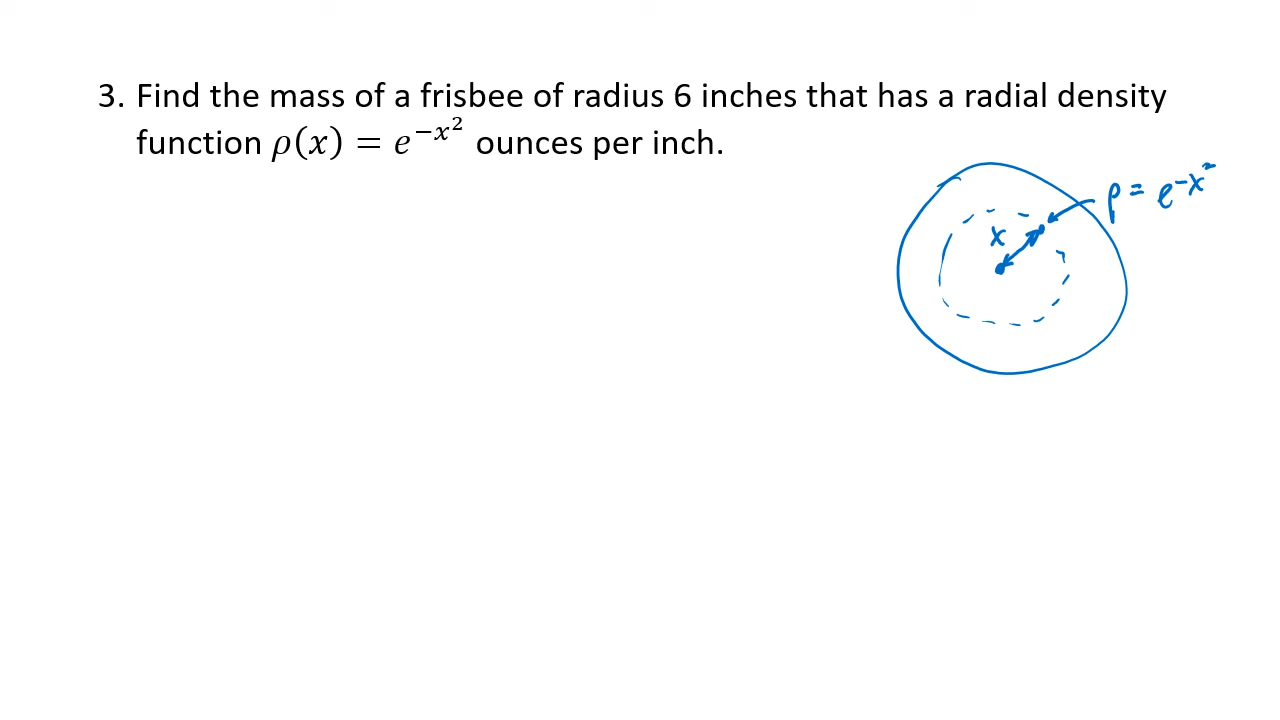 3. Find the mass of a frisbee of radius 6 inches that has a radial density
function ρ(x) = e^{−x²} ounces per inch.
ρ = e^{-x²}
x